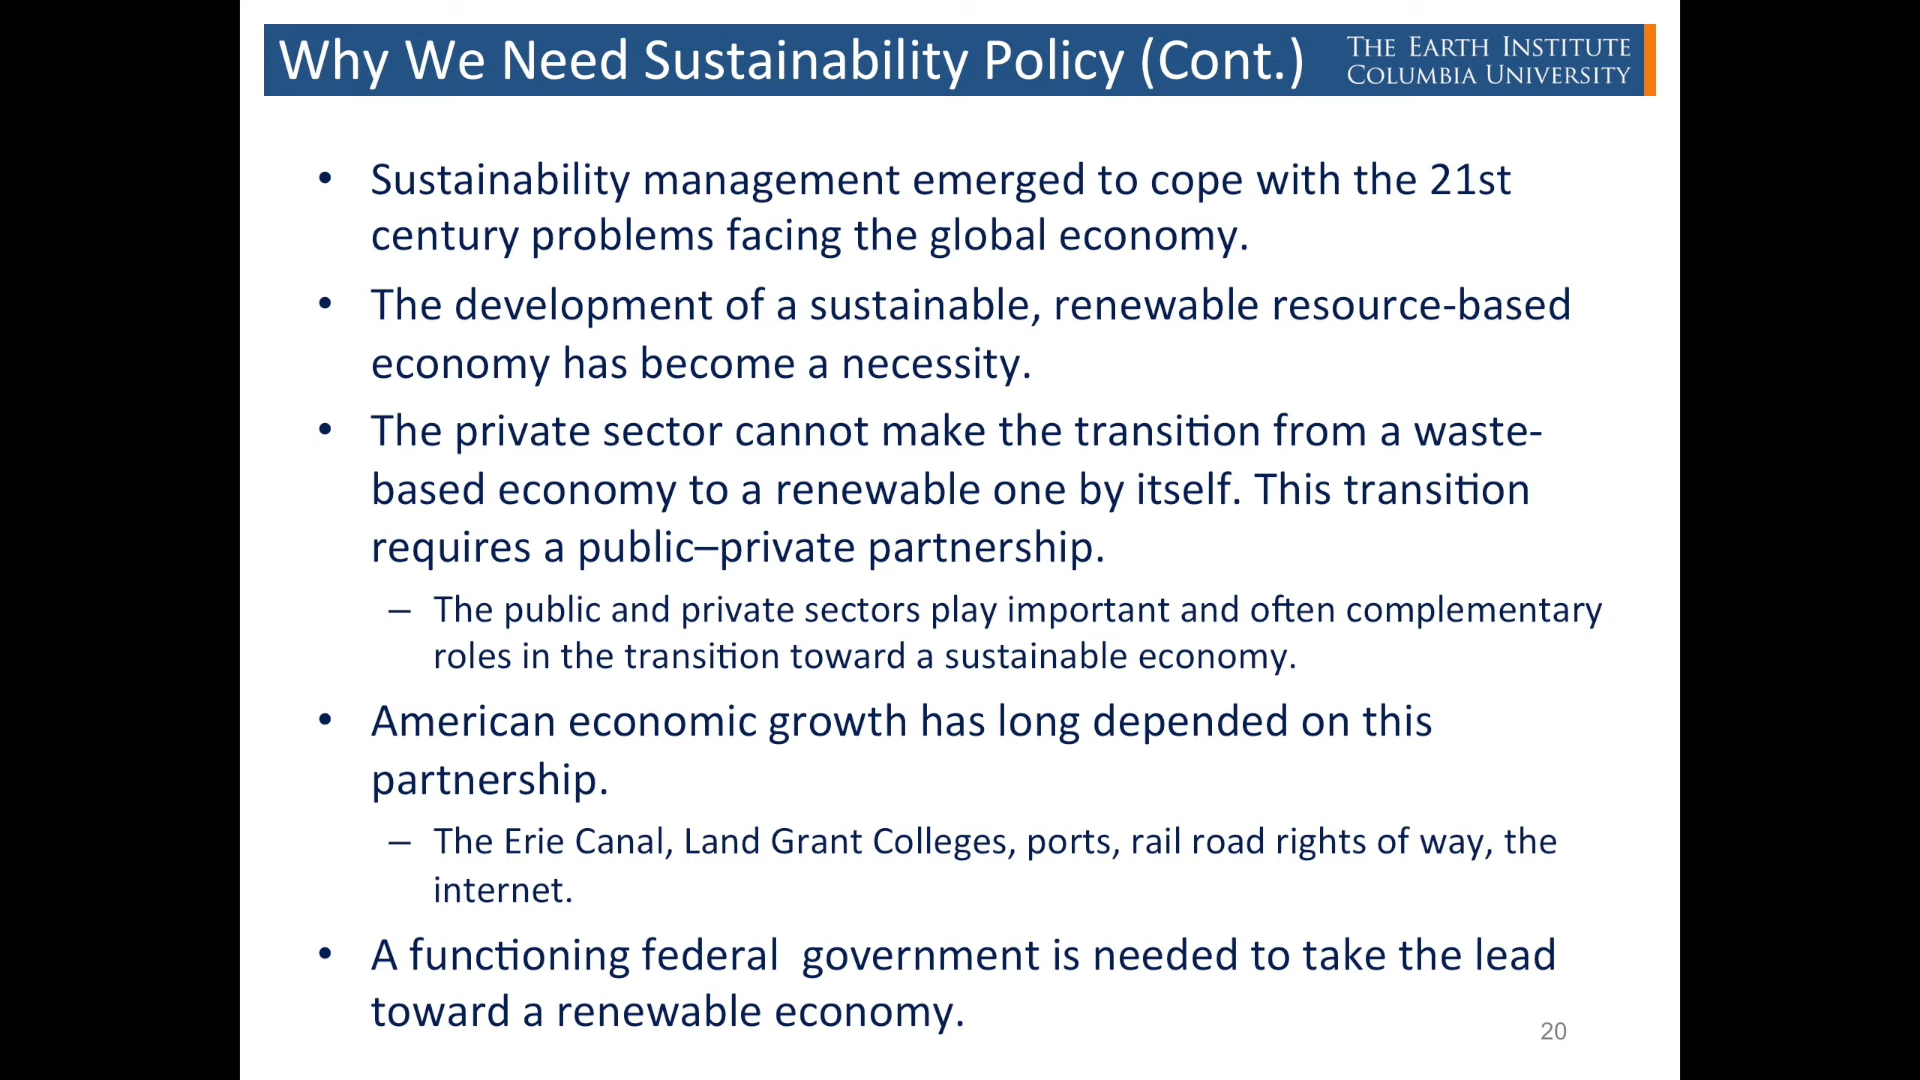 Why We Need Sustainability Policy (Cont.)
THE EARTH INSTITUTE
COLUMBIA UNIVERSITY
• Sustainability management emerged to cope with the 21st
century problems facing the global economy.
• The development of a sustainable, renewable resource-based
economy has become a necessity.
• The private sector cannot make the transition from a waste-
based economy to a renewable one by itself. This transition
requires a public–private partnership.
– The public and private sectors play important and often complementary
roles in the transition toward a sustainable economy.
• American economic growth has long depended on this
partnership.
– The Erie Canal, Land Grant Colleges, ports, rail road rights of way, the
internet.
• A functioning federal  government is needed to take the lead
toward a renewable economy.
20